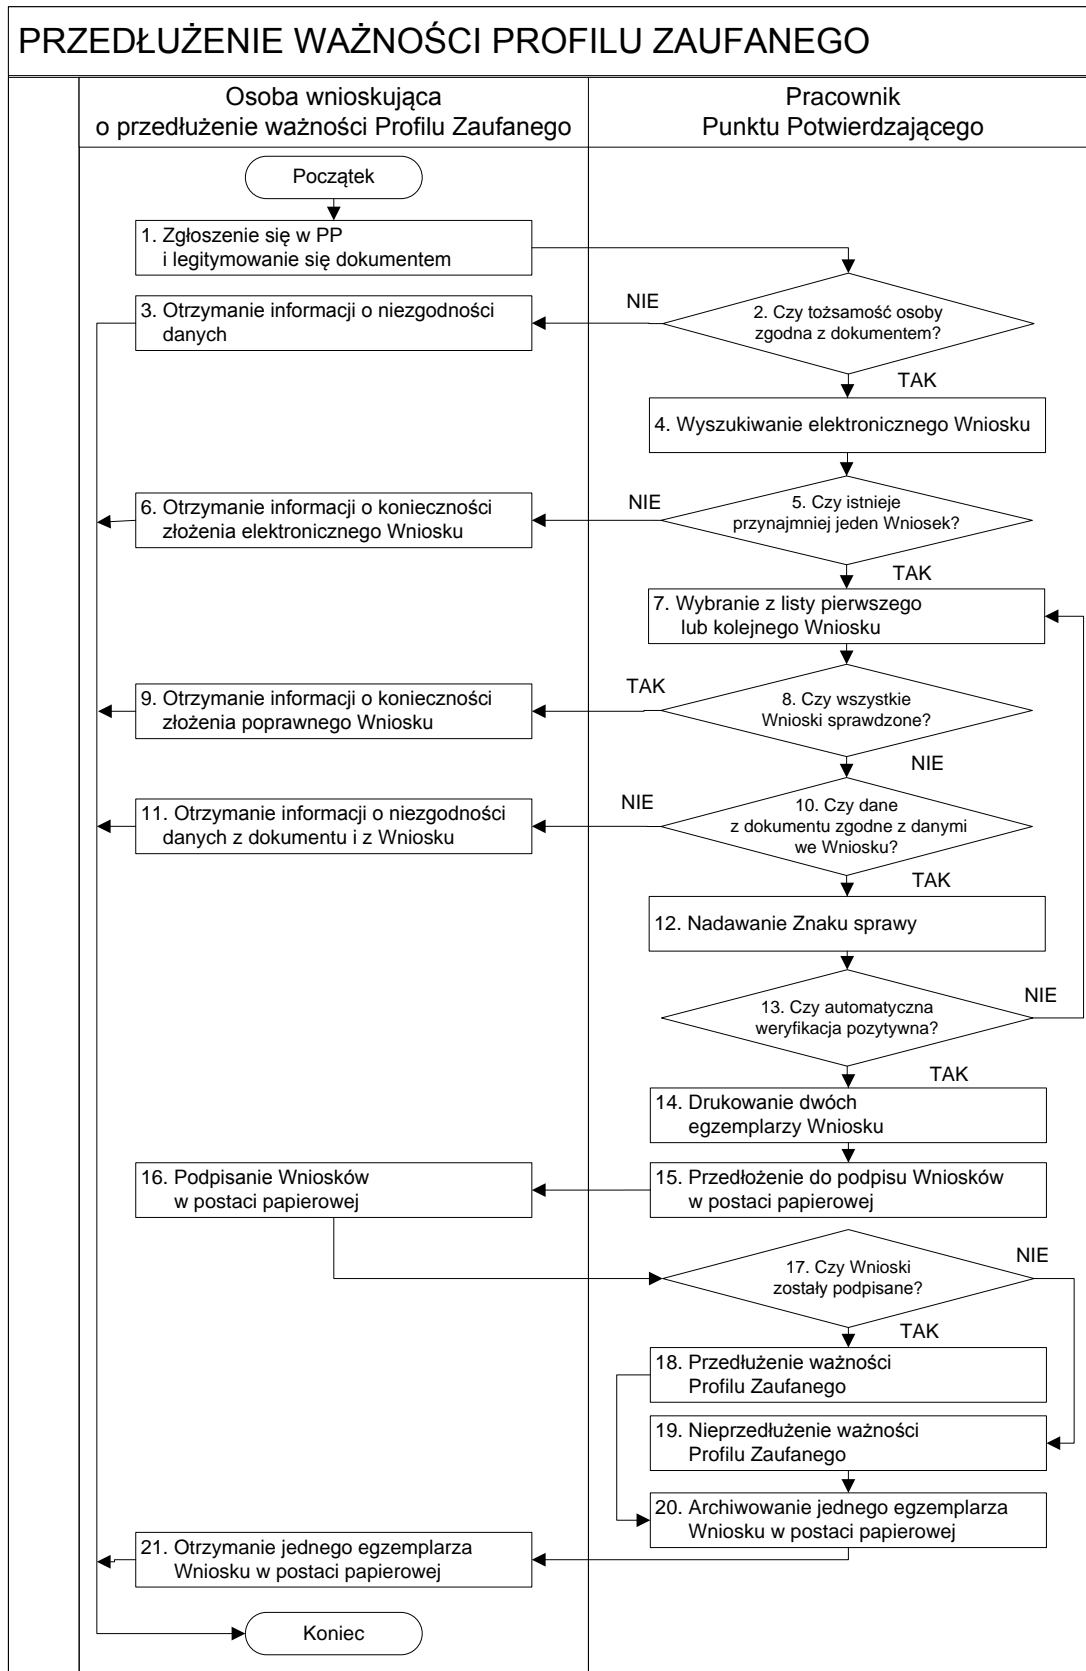 PRZEDŁUŻENIE WAŻNOŚCI PROFILU ZAUFANEGO
Osoba wnioskująca
o przedłużenie ważności Profilu Zaufanego
Pracownik
Punktu Potwierdzającego
Początek
1. Zgłoszenie się w PP
i legitymowanie się dokumentem
2. Czy tożsamość osoby
zgodna z dokumentem?
NIE
3. Otrzymanie informacji o niezgodności
danych
TAK
4. Wyszukiwanie elektronicznego Wniosku
5. Czy istnieje
przynajmniej jeden Wniosek?
NIE
6. Otrzymanie informacji o konieczności
złożenia elektronicznego Wniosku
TAK
7. Wybranie z listy pierwszego
lub kolejnego Wniosku
8. Czy wszystkie
Wnioski sprawdzone?
TAK
9. Otrzymanie informacji o konieczności
złożenia poprawnego Wniosku
NIE
10. Czy dane
z dokumentu zgodne z danymi
we Wniosku?
NIE
11. Otrzymanie informacji o niezgodności
danych z dokumentu i z Wniosku
TAK
12. Nadawanie Znaku sprawy
13. Czy automatyczna
weryfikacja pozytywna?
NIE
TAK
14. Drukowanie dwóch
egzemplarzy Wniosku
15. Przedłożenie do podpisu Wniosków
w postaci papierowej
16. Podpisanie Wniosków
w postaci papierowej
17. Czy Wnioski
zostały podpisane?
NIE
TAK
18. Przedłużenie ważności
Profilu Zaufanego
19. Nieprzedłużenie ważności
Profilu Zaufanego
20. Archiwowanie jednego egzemplarza
Wniosku w postaci papierowej
21. Otrzymanie jednego egzemplarza
Wniosku w postaci papierowej
Koniec